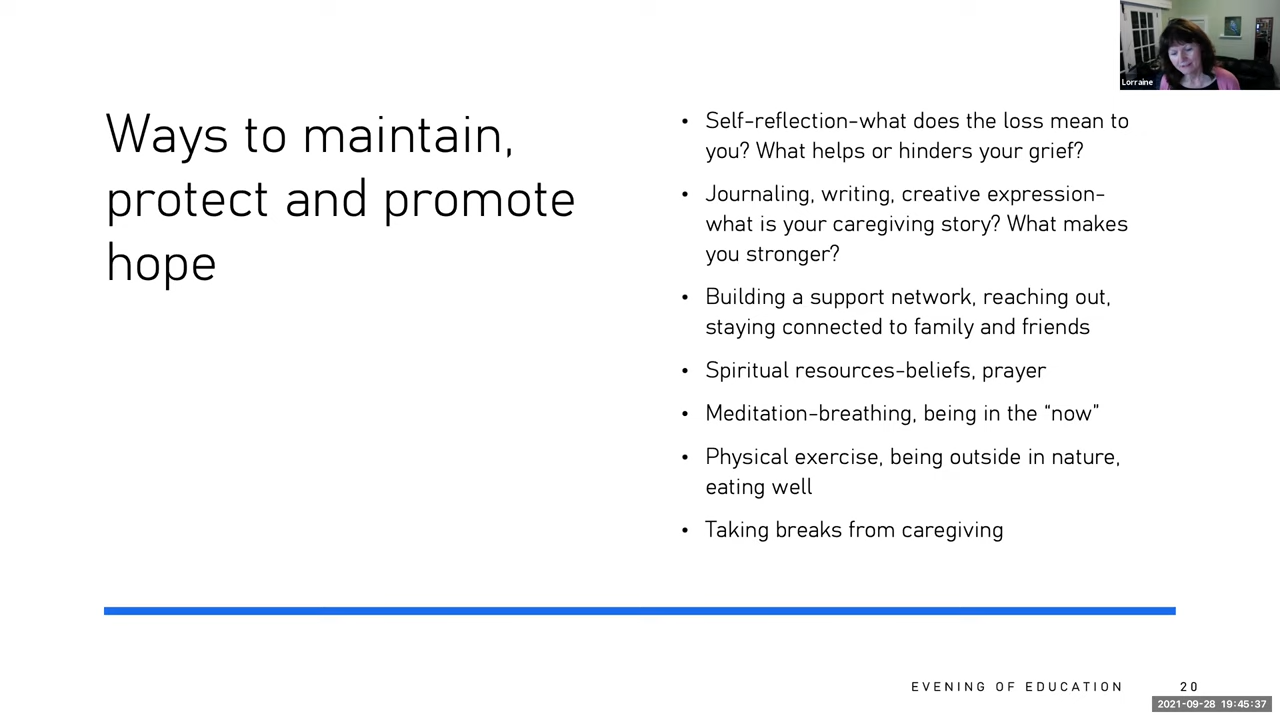 Lorraine
Ways to maintain,
protect and promote
hope
• Self-reflection-what does the loss mean to
you? What helps or hinders your grief?
• Journaling, writing, creative expression-
what is your caregiving story? What makes
you stronger?
• Building a support network, reaching out,
staying connected to family and friends
• Spiritual resources-beliefs, prayer
• Meditation-breathing, being in the “now”
• Physical exercise, being outside in nature,
eating well
• Taking breaks from caregiving
EVENING OF EDUCATION 20
2021-09-28 19:45:37